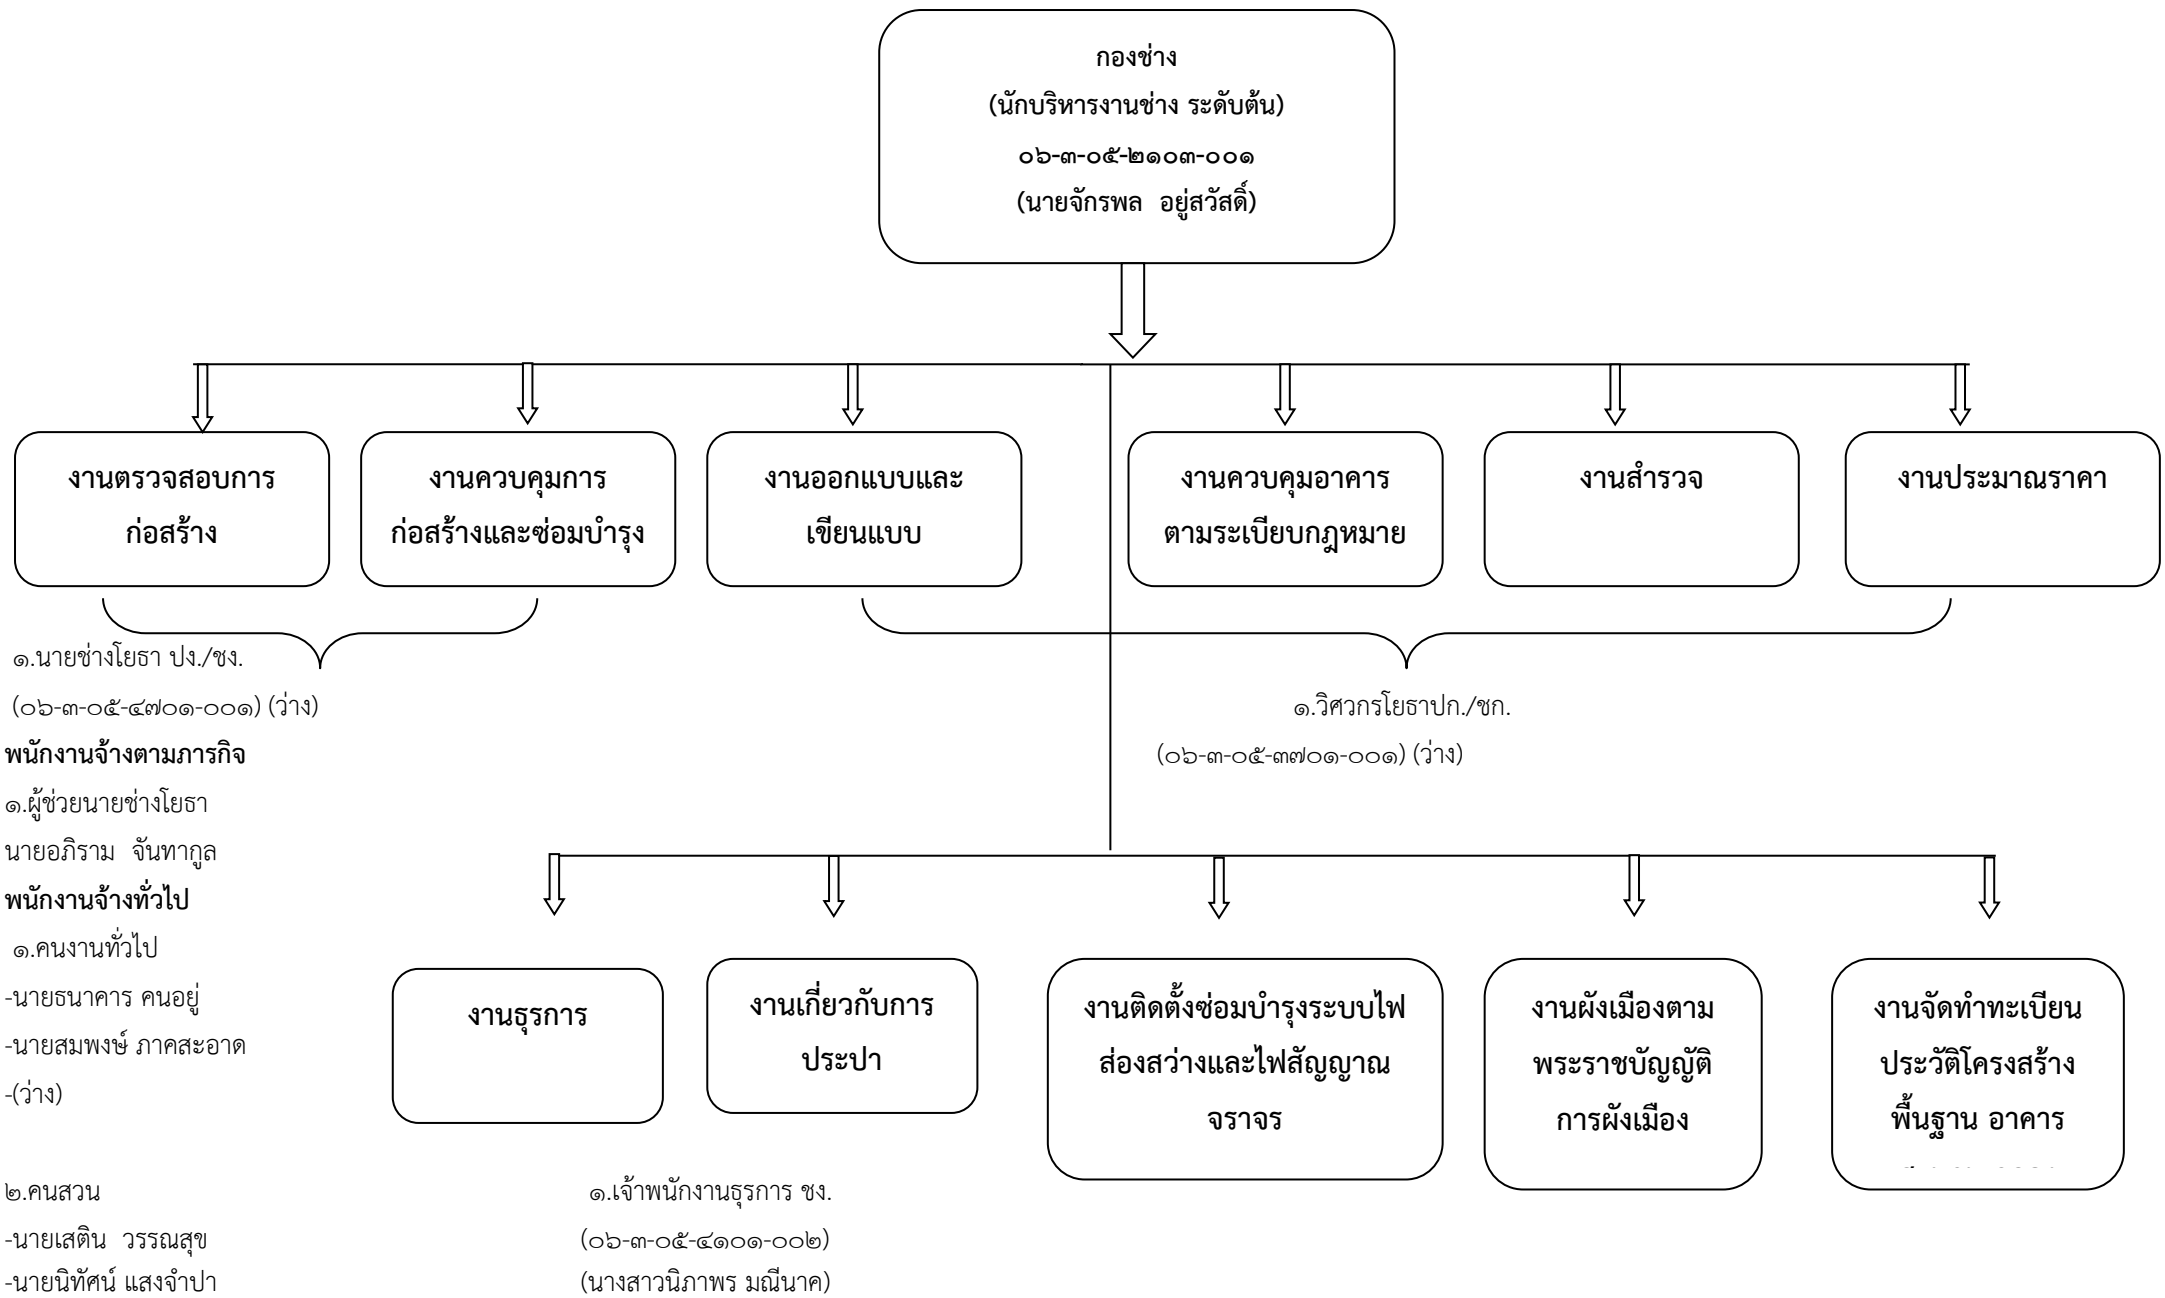 กองช่าง
(นักบริหารงานช่าง ระดับต้น)
๐๖-๓-๐๕-๒๑๐๓-๐๐๑
(นายจักรพล  อยู่สวัสดิ์)
งานตรวจสอบการ
ก่อสร้าง
งานควบคุมการ
ก่อสร้างและซ่อมบำรุง
งานออกแบบและ
เขียนแบบ
งานควบคุมอาคาร
ตามระเบียบกฎหมาย
งานสำรวจ
งานประมาณราคา
๑.นายช่างโยธา ปง./ชง.
(๐๖-๓-๐๕-๔๗๐๑-๐๐๑) (ว่าง)
พนักงานจ้างตามภารกิจ
๑.ผู้ช่วยนายช่างโยธา
นายอภิราม  จันทากูล
พนักงานจ้างทั่วไป
๑.คนงานทั่วไป
-นายธนาคาร คนอยู่
-นายสมพงษ์ ภาคสะอาด
-(ว่าง)
๒.คนสวน
-นายเสติน  วรรณสุข
-นายนิทัศน์ แสงจำปา
๑.วิศวกรโยธาปก./ชก.
(๐๖-๓-๐๕-๓๗๐๑-๐๐๑) (ว่าง)
งานธุรการ
งานเกี่ยวกับการ
ประปา
งานติดตั้งซ่อมบำรุงระบบไฟ
ส่องสว่างและไฟสัญญาณ
จราจร
งานผังเมืองตาม
พระราชบัญญัติ
การผังเมือง
งานจัดทำทะเบียน
ประวัติโครงสร้าง
พื้นฐาน อาคาร
๑.เจ้าพนักงานธุรการ ชง.
(๐๖-๓-๐๕-๔๑๐๑-๐๐๒)
(นางสาวนิภาพร มณีนาค)